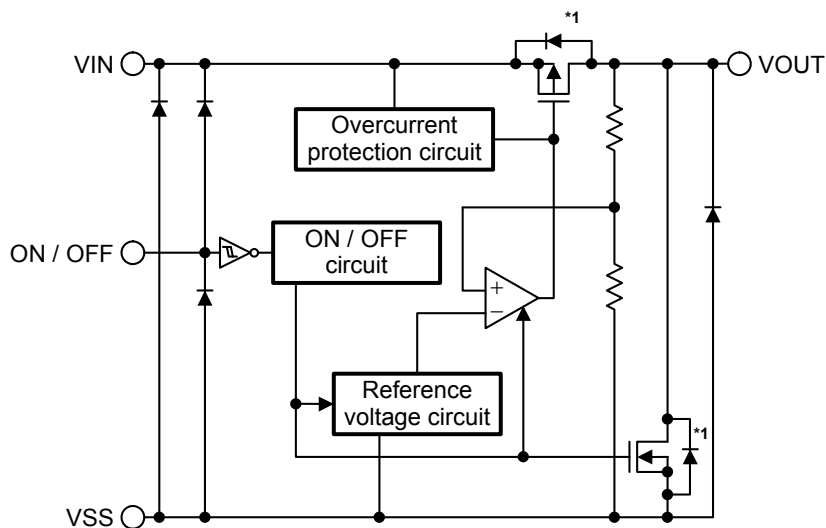 *1
VIN
VOUT
Overcurrent
protection circuit
ON / OFF
ON / OFF
circuit
+
−
Reference
voltage circuit
*1
VSS